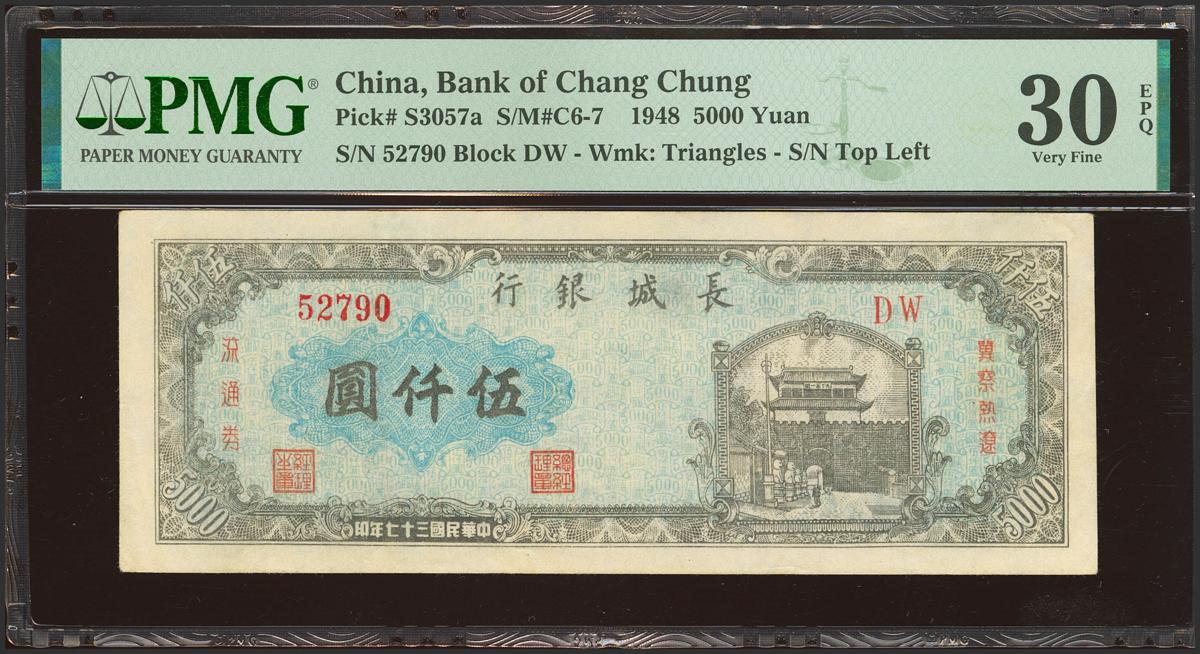 PMG®
PAPER MONEY GUARANTY
China, Bank of Chang Chung
Pick# S3057a S/M#C6-7 1948 5000 Yuan
S/N 52790 Block DW - Wmk: Triangles - S/N Top Left
30
Very Fine
EPQ
伍仟
仟伍
行銀城長
52790
DW
流通券
圓仟伍
冀察熱遼
5000
5000
印年七十三國民華中